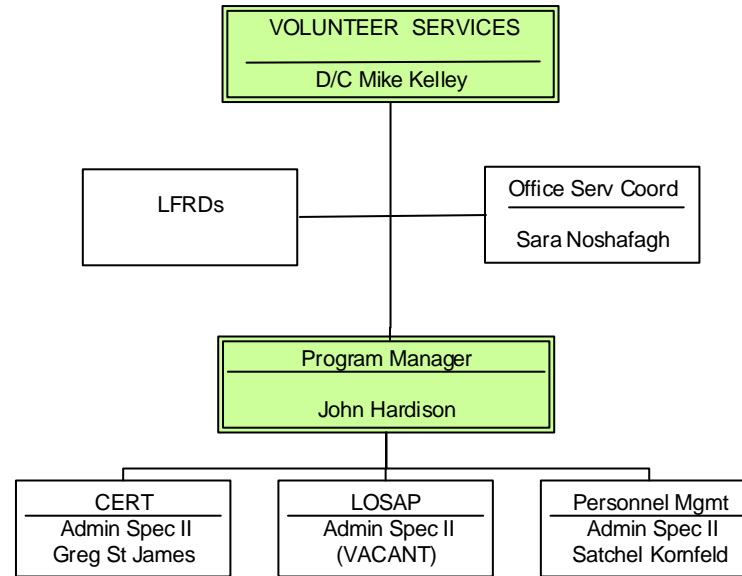 VOLUNTEER SERVICES
D/C Mike Kelley
LFRDs
Office Serv Coord
Sara Noshafagh
Program Manager
John Hardison
CERT
Admin Spec II
Greg St James
LOSAP
Admin Spec II
(VACANT)
Personnel Mgmt
Admin Spec II
Satchel Kornfeld